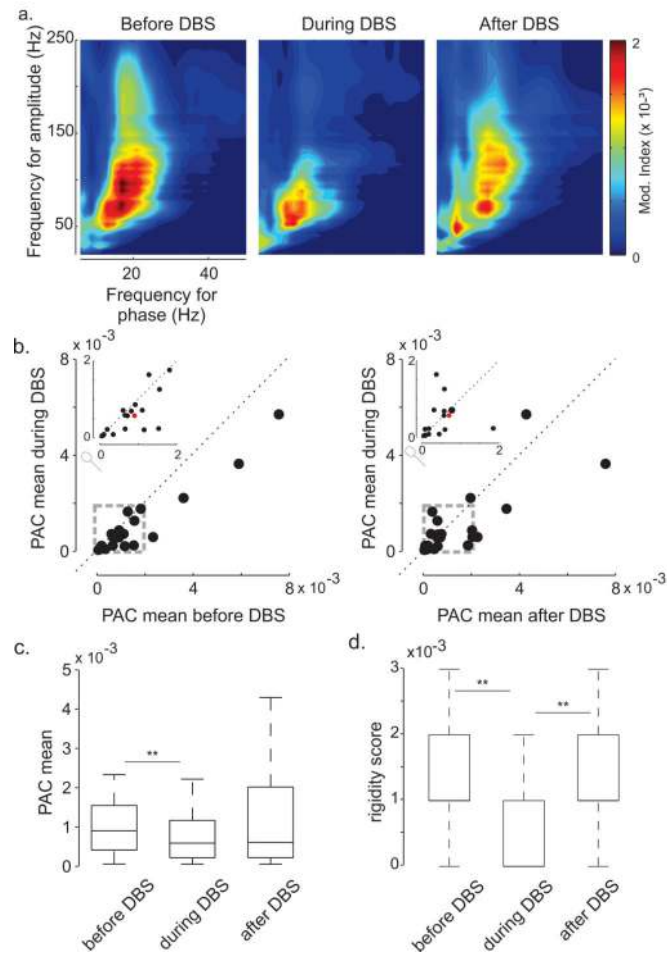 a.
Before DBS
During DBS
After DBS
Frequency for amplitude (Hz)
250
150
50
20
40
Frequency for
phase (Hz)
2
0
Mod. Index (x 10⁻³)
b.
x 10⁻³
8
4
0
PAC mean during DBS
2
0
0
2
0
4
8 x 10⁻³
PAC mean before DBS
x 10⁻³
8
4
0
PAC mean during DBS
2
0
0
2
0
4
8 x 10⁻³
PAC mean after DBS
c.
x10⁻³
5
4
3
2
1
0
PAC mean
**
before DBS
during DBS
after DBS
d.
x10⁻³
3
2
1
0
rigidity score
**
**
before DBS
during DBS
after DBS